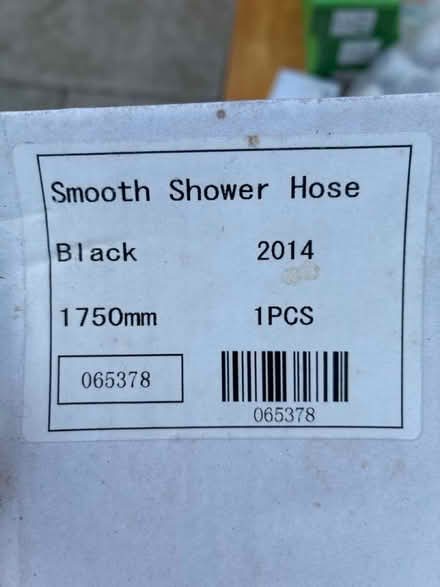 Smooth Shower Hose
Black 2014
1750mm 1PCS
065378
065378